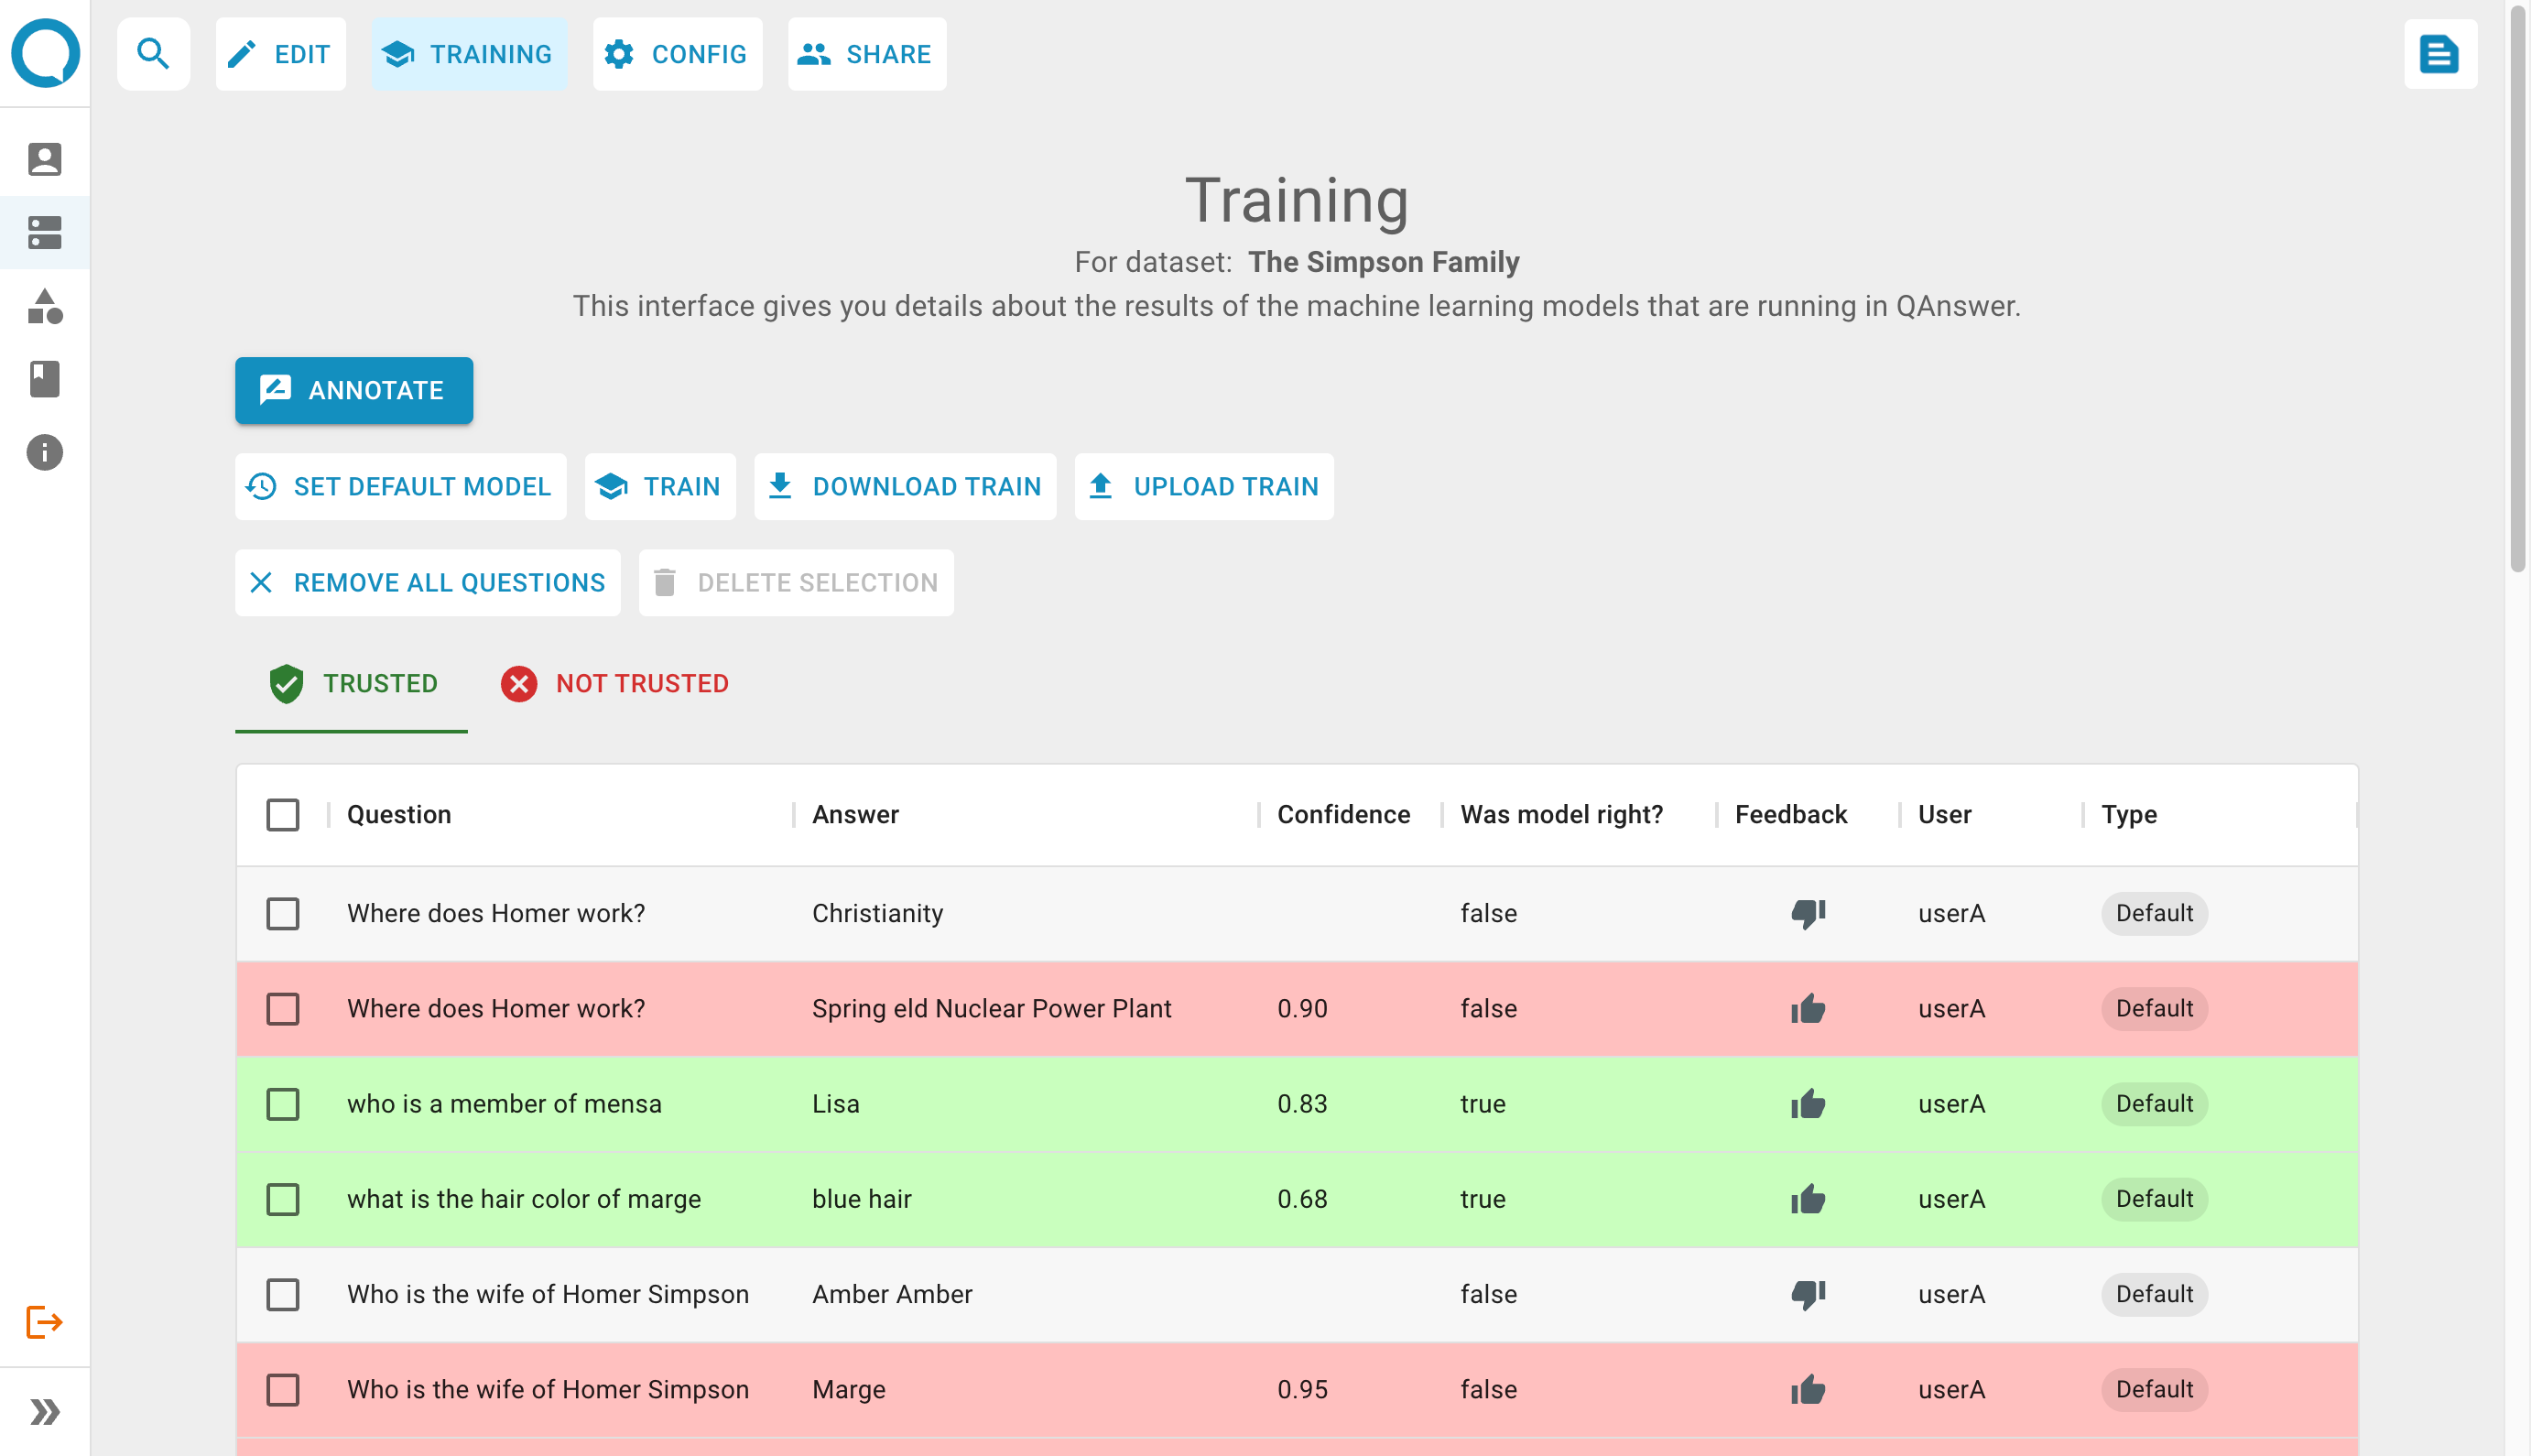 EDIT TRAINING CONFIG SHARE
Training
For dataset: The Simpson Family
This interface gives you details about the results of the machine learning models that are running in QAnswer.
ANNOTATE
SET DEFAULT MODEL TRAIN DOWNLOAD TRAIN UPLOAD TRAIN
REMOVE ALL QUESTIONS DELETE SELECTION
TRUSTED NOT TRUSTED
Question Answer Confidence Was model right? Feedback User Type
Where does Homer work? Christianity false userA Default
Where does Homer work? Spring eld Nuclear Power Plant 0.90 false userA Default
who is a member of mensa Lisa 0.83 true userA Default
what is the hair color of marge blue hair 0.68 true userA Default
Who is the wife of Homer Simpson Amber Amber false userA Default
Who is the wife of Homer Simpson Marge 0.95 false userA Default